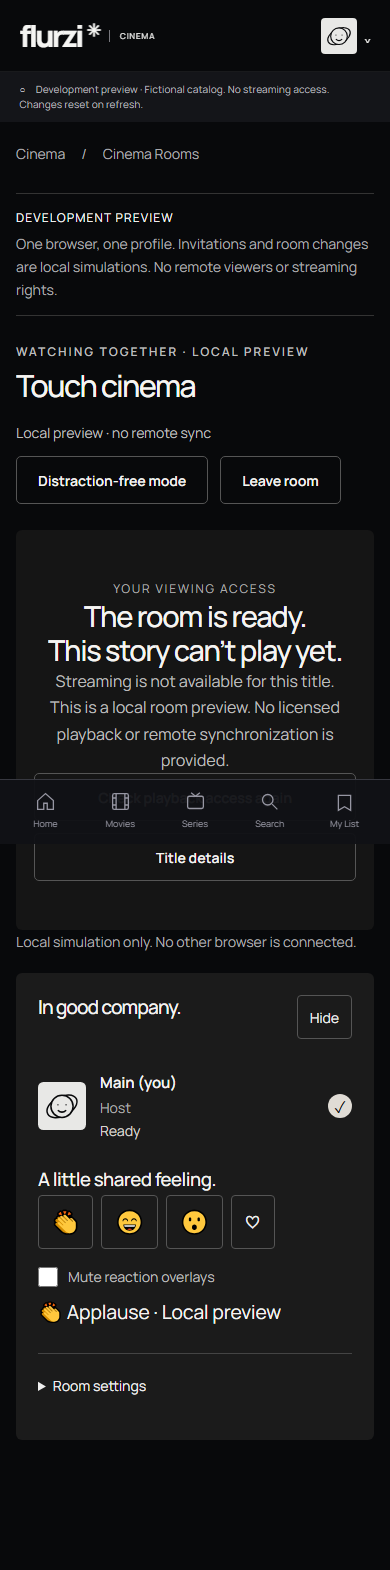 flurzi* | CINEMA
Development preview · Fictional catalog. No streaming access.
Changes reset on refresh.
Cinema / Cinema Rooms
DEVELOPMENT PREVIEW
One browser, one profile. Invitations and room changes
are local simulations. No remote viewers or streaming
rights.
WATCHING TOGETHER · LOCAL PREVIEW
Touch cinema
Local preview · no remote sync
Distraction-free mode
Leave room
YOUR VIEWING ACCESS
The room is ready.
This story can’t play yet.
Streaming is not available for this title.
This is a local room preview. No licensed
playback or remote synchronization is
provided.
Check playback access again
Home
Movies
Series
Search
My List
Title details
Local simulation only. No other browser is connected.
In good company.
Hide
Main (you)
Host
Ready
A little shared feeling.
Mute reaction overlays
👏 Applause · Local preview
Room settings